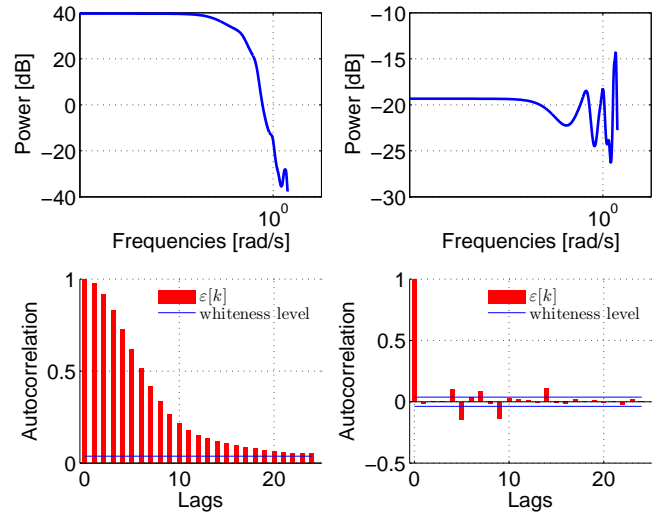 40
20
0
−20
−40
Power [dB]
10^0
Frequencies [rad/s]
−10
−15
−20
−25
−30
Power [dB]
10^0
Frequencies [rad/s]
1
0.5
0
Autocorrelation
ε[k]
whiteness level
0 10 20
Lags
1
0.5
0
−0.5
Autocorrelation
ε[k]
whiteness level
0 10 20
Lags